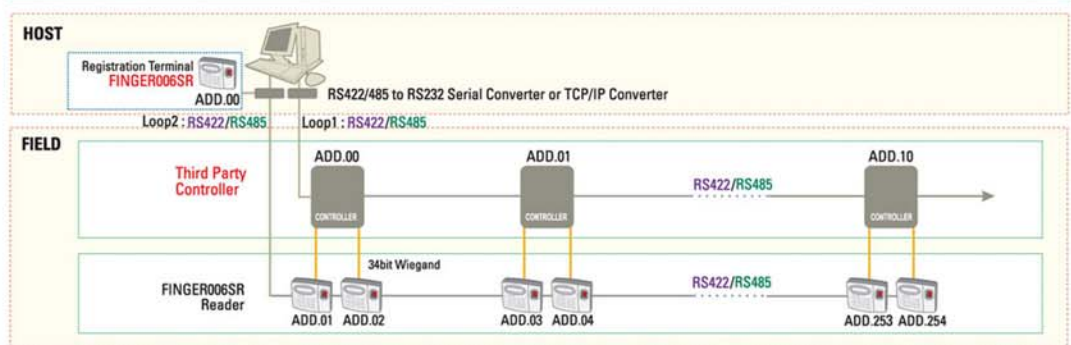 HOST
Registration Terminal
FINGER006SR
ADD.00
RS422/485 to RS232 Serial Converter or TCP/IP Converter
Loop2 : RS422/RS485
Loop1 : RS422/RS485
FIELD
Third Party
Controller
ADD.00
ADD.01
ADD.10
RS422/RS485
CONTROLLER
CONTROLLER
CONTROLLER
34bit Wiegand
FINGER006SR
Reader
RS422/RS485
ADD.01
ADD.02
ADD.03
ADD.04
ADD.253
ADD.254